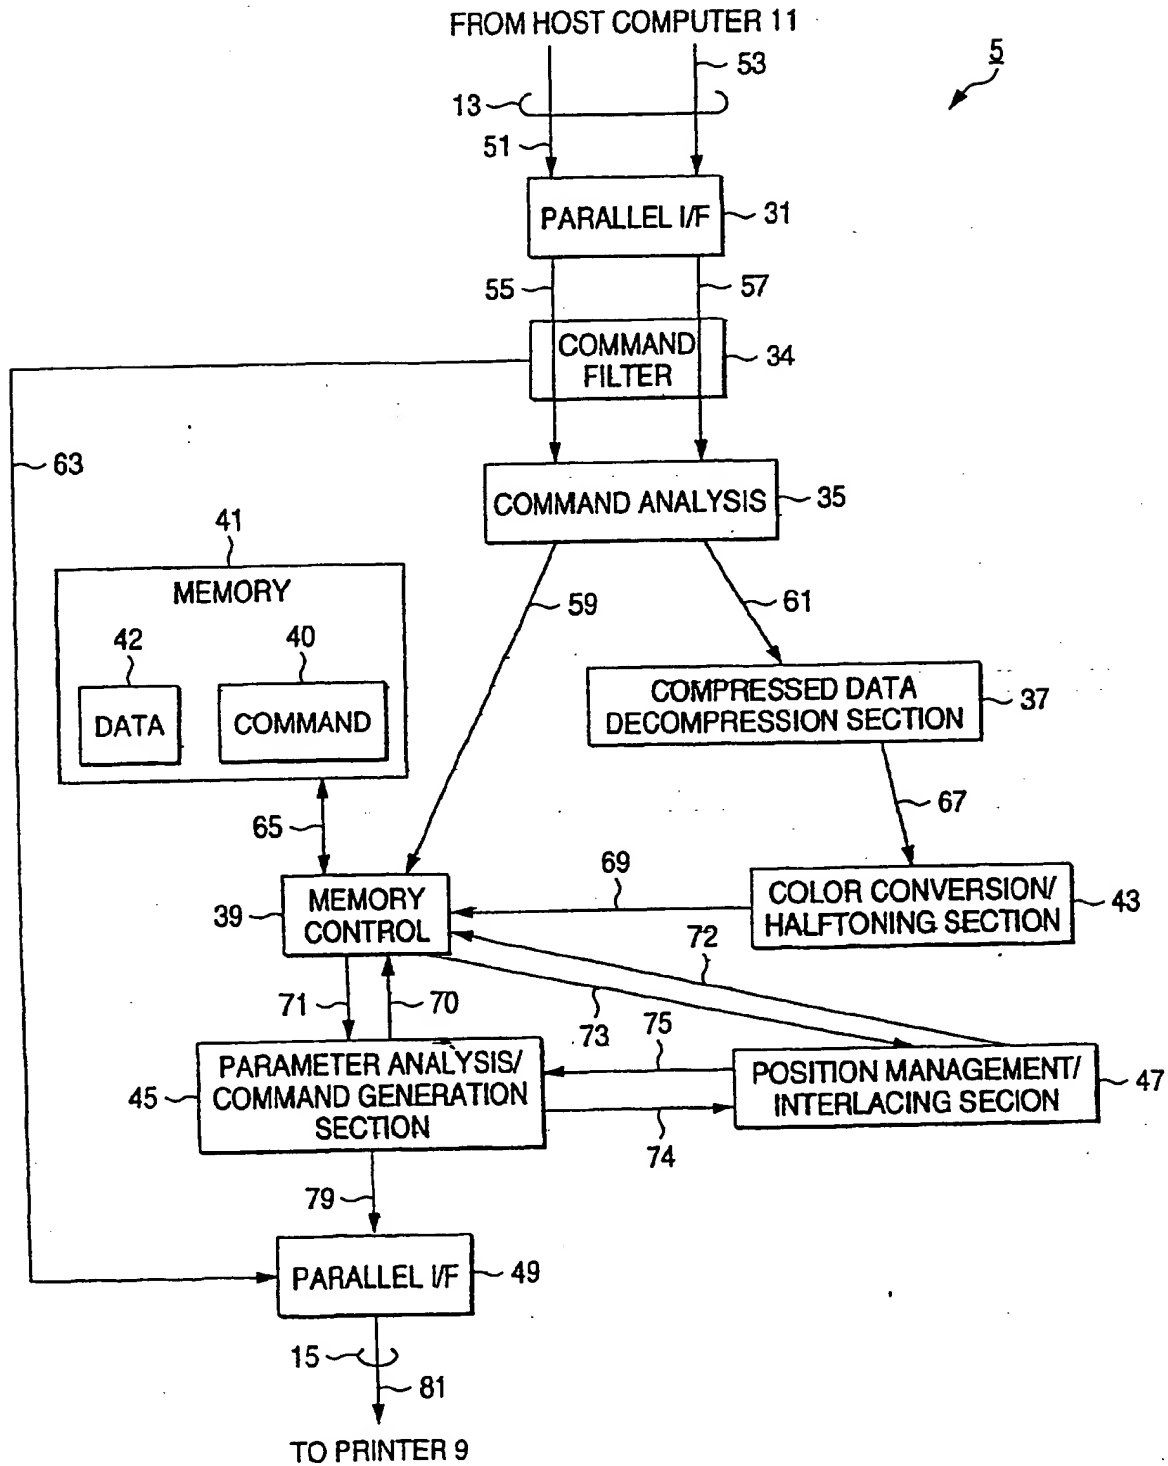 FROM HOST COMPUTER 11
5
53
13
51
PARALLEL I/F
31
55
57
COMMAND
FILTER
34
63
COMMAND ANALYSIS
35
41
MEMORY
59
61
42
40
DATA
COMMAND
COMPRESSED DATA
DECOMPRESSION SECTION
37
65
67
69
39
MEMORY
CONTROL
COLOR CONVERSION/
HALFTONING SECTION
43
72
71
70
73
75
45
PARAMETER ANALYSIS/
COMMAND GENERATION
SECTION
POSITION MANAGEMENT/
INTERLACING SECION
47
74
79
PARALLEL I/F
49
15
81
TO PRINTER 9